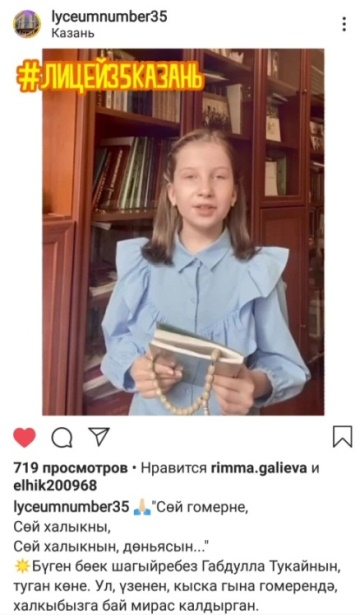 lyceumnumber35
Казань
#ЛИЦЕЙ35КАЗАНЬ
719 просмотров • Нравится rimma.galieva и
elhik200968
lyceumnumber35 🙏🏻"Сөй гомерне,
Сөй халыкны,
Сөй халыкнын, дөньясын..."
☀️Бүген бөек шагыйребез Габдулла Тукайнын,
туган көне. Ул, үзенен, кыска гына гомерендә,
халкыбызга бай мирас калдырган.